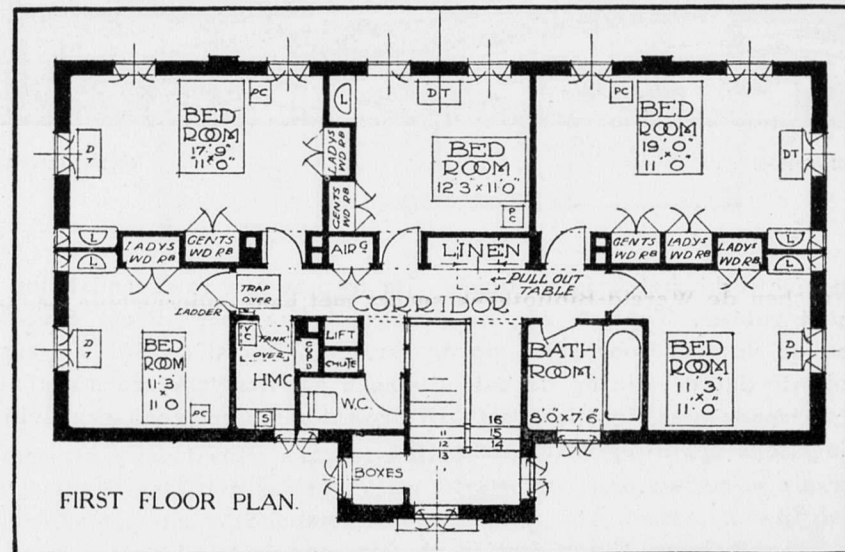 PC
BED
ROOM
17'9"
x
11'0"
D
T
L
LADYS
WD RB
GENTS
WD RB
DT
BED
ROOM
12'3" x 11'0"
P
C
PC
BED
ROOM
19'0"
x
11'0"
DT
L
LADYS
WD RB
GENTS
WD RB
AIRG
LINEN
GENTS
WD RB
LADYS
WD RB
LADYS
WD RB
L
L
L
PULL OUT
TABLE
CORRIDOR
TRAP
OVER
LADDER
D
T
BED
ROOM
11'3"
x
11'0"
PC
TANK
OVER
HMC
S
LIFT
CHUTE
W.C.
BOXES
11
12
13
16
15
14
BATH
ROOM.
8'0" x 7'6"
BED
ROOM
11'3"
x
11'0"
DT
FIRST FLOOR PLAN